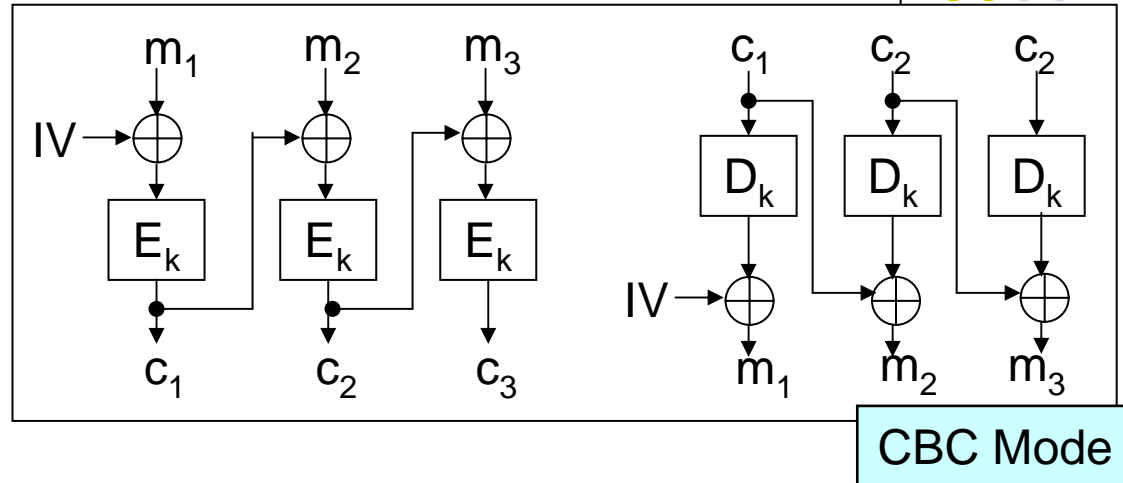 m₁ m₂ m₃
IV
Eₖ Eₖ Eₖ
c₁ c₂ c₃
c₁ c₂ c₂
Dₖ Dₖ Dₖ
IV
m₁ m₂ m₃
CBC Mode